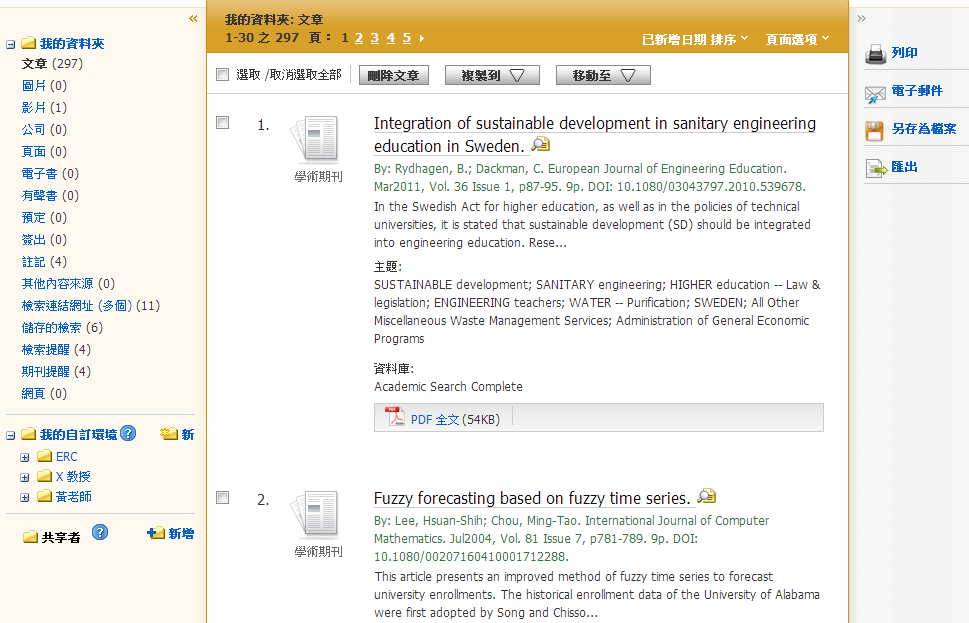 «
我的資料夾
文章 (297)
圖片 (0)
影片 (1)
公司 (0)
頁面 (0)
電子書 (0)
有聲書 (0)
預定 (0)
簽出 (0)
註記 (4)
其他內容來源 (0)
檢索連結網址 (多個) (11)
儲存的檢索 (6)
檢索提醒 (4)
期刊提醒 (4)
網頁 (0)
我的自訂環境 ? 新
ERC
X 教授
黃老師
共享者 ? 新增
我的資料夾: 文章
1-30 之 297 頁： 1 2 3 4 5
已新增日期 排序 頁面選項
選取 /取消選取全部 刪除文章 複製到 移動至
1.
學術期刊
Integration of sustainable development in sanitary engineering
education in Sweden.
By: Rydhagen, B.; Dackman, C. European Journal of Engineering Education.
Mar2011, Vol. 36 Issue 1, p87-95. 9p. DOI: 10.1080/03043797.2010.539678.
In the Swedish Act for higher education, as well as in the policies of technical
universities, it is stated that sustainable development (SD) should be integrated
into engineering education. Rese...
主題:
SUSTAINABLE development; SANITARY engineering; HIGHER education -- Law &
legislation; ENGINEERING teachers; WATER -- Purification; SWEDEN; All Other
Miscellaneous Waste Management Services; Administration of General Economic
Programs
資料庫:
Academic Search Complete
PDF 全文 (54KB)
2.
學術期刊
Fuzzy forecasting based on fuzzy time series.
By: Lee, Hsuan-Shih; Chou, Ming-Tao. International Journal of Computer
Mathematics. Jul2004, Vol. 81 Issue 7, p781-789. 9p. DOI:
10.1080/00207160410001712288.
This article presents an improved method of fuzzy time series to forecast
university enrollments. The historical enrollment data of the University of Alabama
were first adopted by Song and Chisso...
»
列印
電子郵件
另存為檔案
匯出